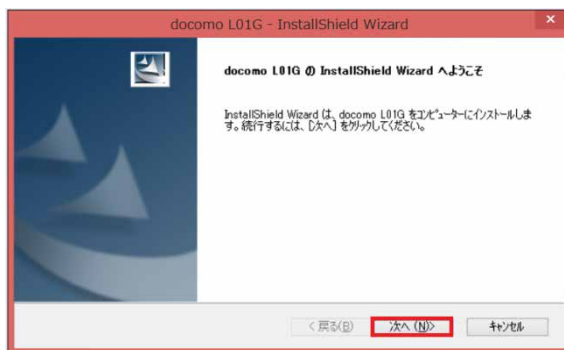 docomo L01G - InstallShield Wizard
docomo L01G の InstallShield Wizard へようこそ
InstallShield Wizard は、docomo L01G をコンピューターにインストールしま
す。続行するには、［次へ］をクリックしてください。
< 戻る(B)
次へ (N)>
キャンセル